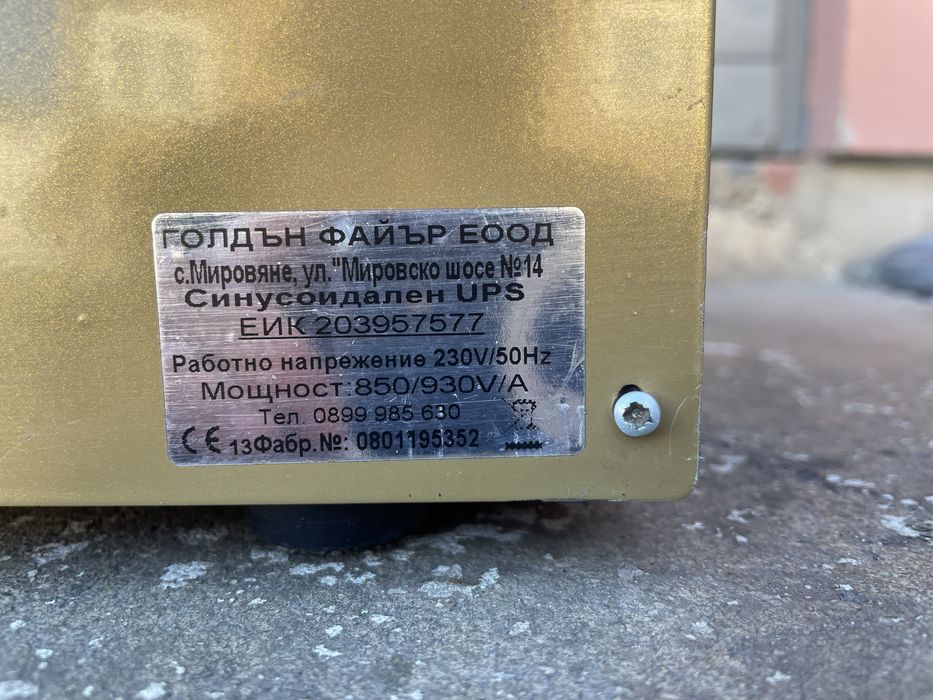 ГОЛДЪН ФАЙЪР ЕООД
с.Мировяне, ул."Мировско шосе №14
Синусоидален UPS
ЕИК 203957577
Работно напрежение 230V/50Hz
Мощност:850/930V/A
Тел. 0899 985 630
CE 13Фабр.№: 0801195352